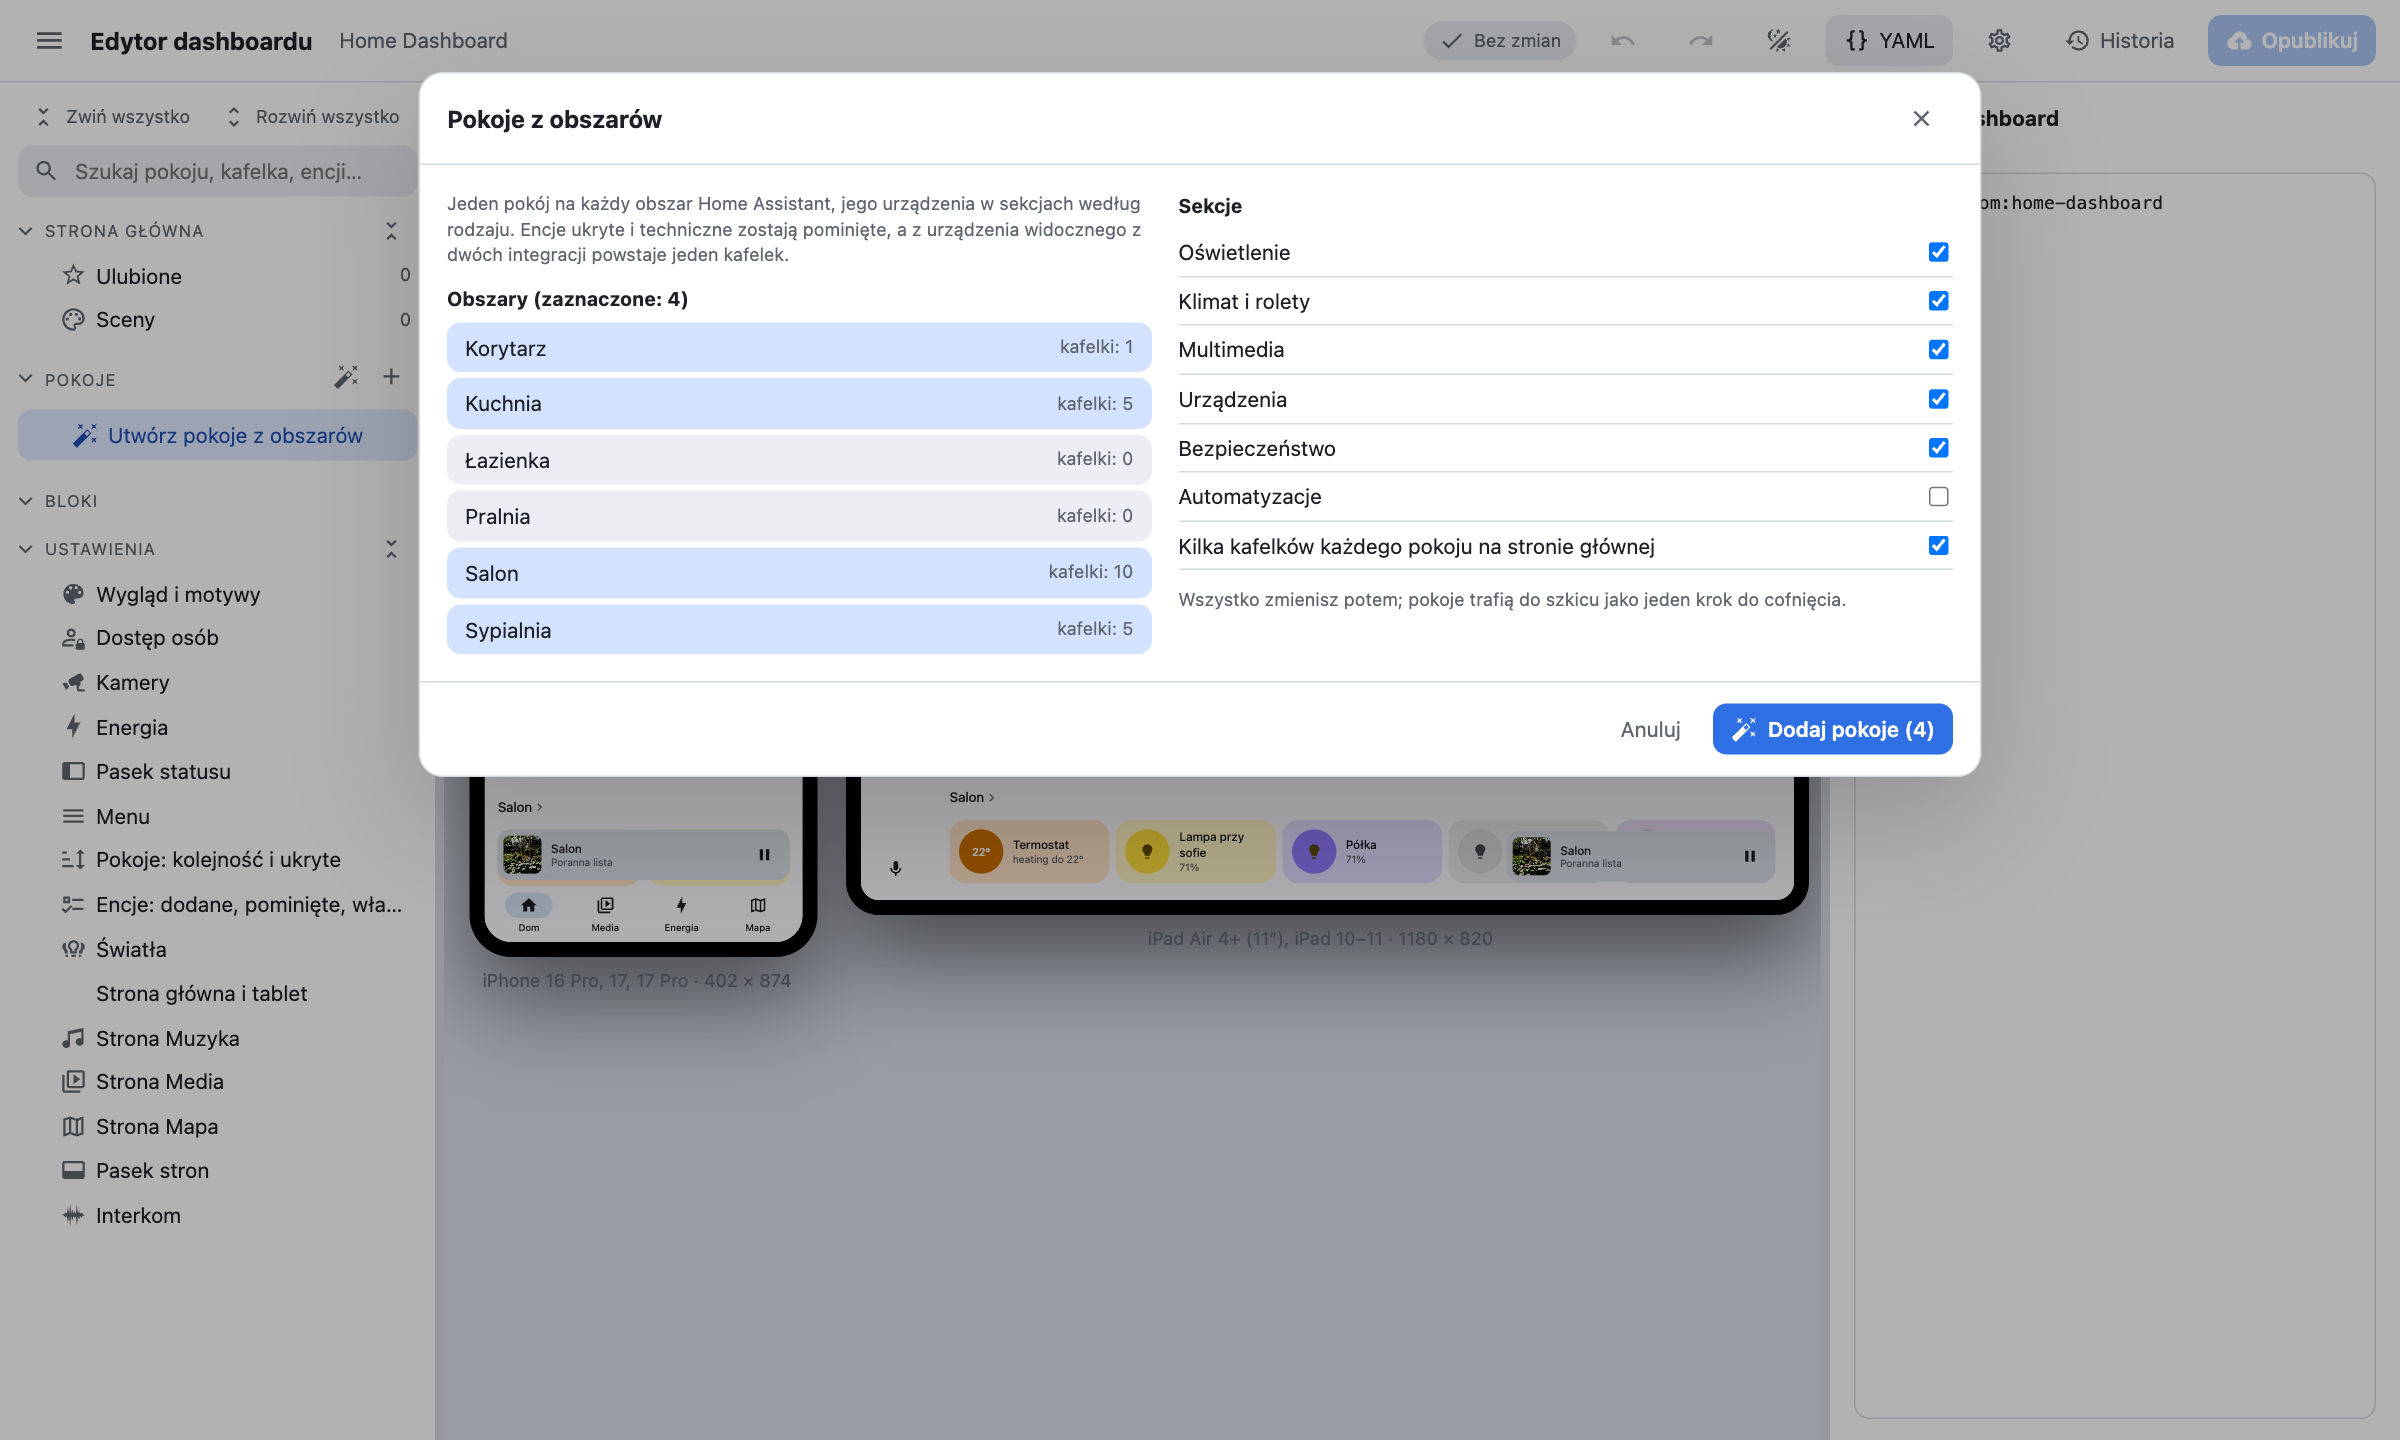 Edytor dashboardu
Home Dashboard
Bez zmian
{} YAML
Historia
Opublikuj
Zwiń wszystko
Rozwiń wszystko
Szukaj pokoju, kafelka, encji...
STRONA GŁÓWNA
Ulubione
0
Sceny
0
POKOJE
Utwórz pokoje z obszarów
BLOKI
USTAWIENIA
Wygląd i motywy
Dostęp osób
Kamery
Energia
Pasek statusu
Menu
Pokoje: kolejność i ukryte
Encje: dodane, pominięte, wła...
Światła
Strona główna i tablet
Strona Muzyka
Strona Media
Strona Mapa
Pasek stron
Interkom
Pokoje z obszarów
Jeden pokój na każdy obszar Home Assistant, jego urządzenia w sekcjach według
rodzaju. Encje ukryte i techniczne zostają pominięte, a z urządzenia widocznego z
dwóch integracji powstaje jeden kafelek.
Obszary (zaznaczone: 4)
Korytarz
kafelki: 1
Kuchnia
kafelki: 5
Łazienka
kafelki: 0
Pralnia
kafelki: 0
Salon
kafelki: 10
Sypialnia
kafelki: 5
Sekcje
Oświetlenie
Klimat i rolety
Multimedia
Urządzenia
Bezpieczeństwo
Automatyzacje
Kilka kafelków każdego pokoju na stronie głównej
Wszystko zmienisz potem; pokoje trafią do szkicu jako jeden krok do cofnięcia.
Anuluj
Dodaj pokoje (4)
Salon
Salon
Poranna lista
Dom
Media
Energia
Mapa
iPhone 16 Pro, 17, 17 Pro · 402 × 874
Salon
22°
Termostat
heating do 22°
Lampa przy
sofie
71%
Półka
71%
Salon
Poranna lista
iPad Air 4+ (11”), iPad 10–11 · 1180 × 820
shboard
om:home-dashboard